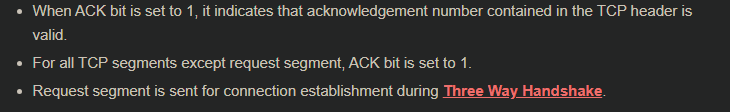 • When ACK bit is set to 1, it indicates that acknowledgement number contained in the TCP header is
valid.
• For all TCP segments except request segment, ACK bit is set to 1.
• Request segment is sent for connection establishment during Three Way Handshake.